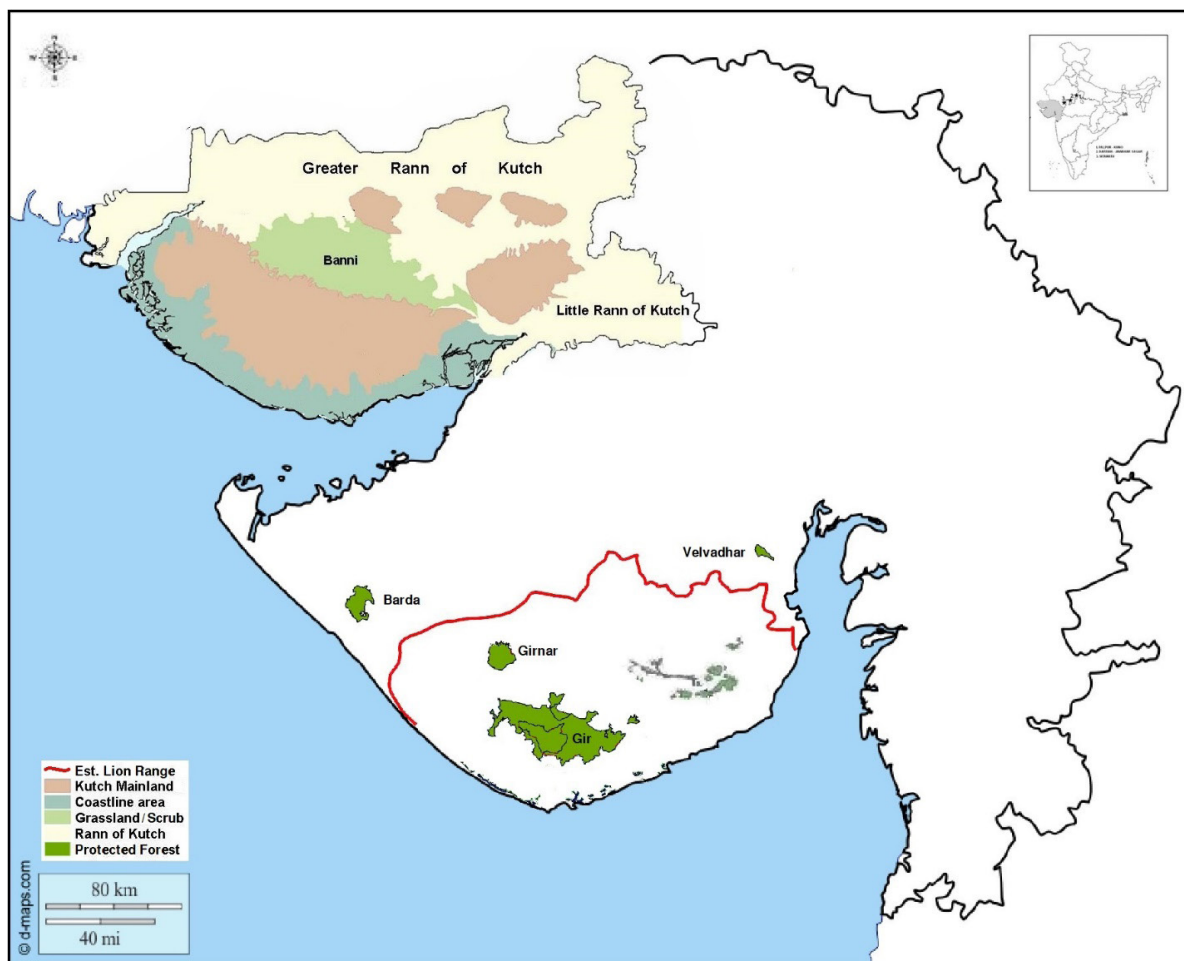 N
W
E
S
Greater Rann of Kutch
Banni
Little Rann of Kutch
Velvadhar
Barda
Girnar
Gir
Est. Lion Range
Kutch Mainland
Coastline area
Grassland/Scrub
Rann of Kutch
Protected Forest
80 km
40 mi
© d-maps.com